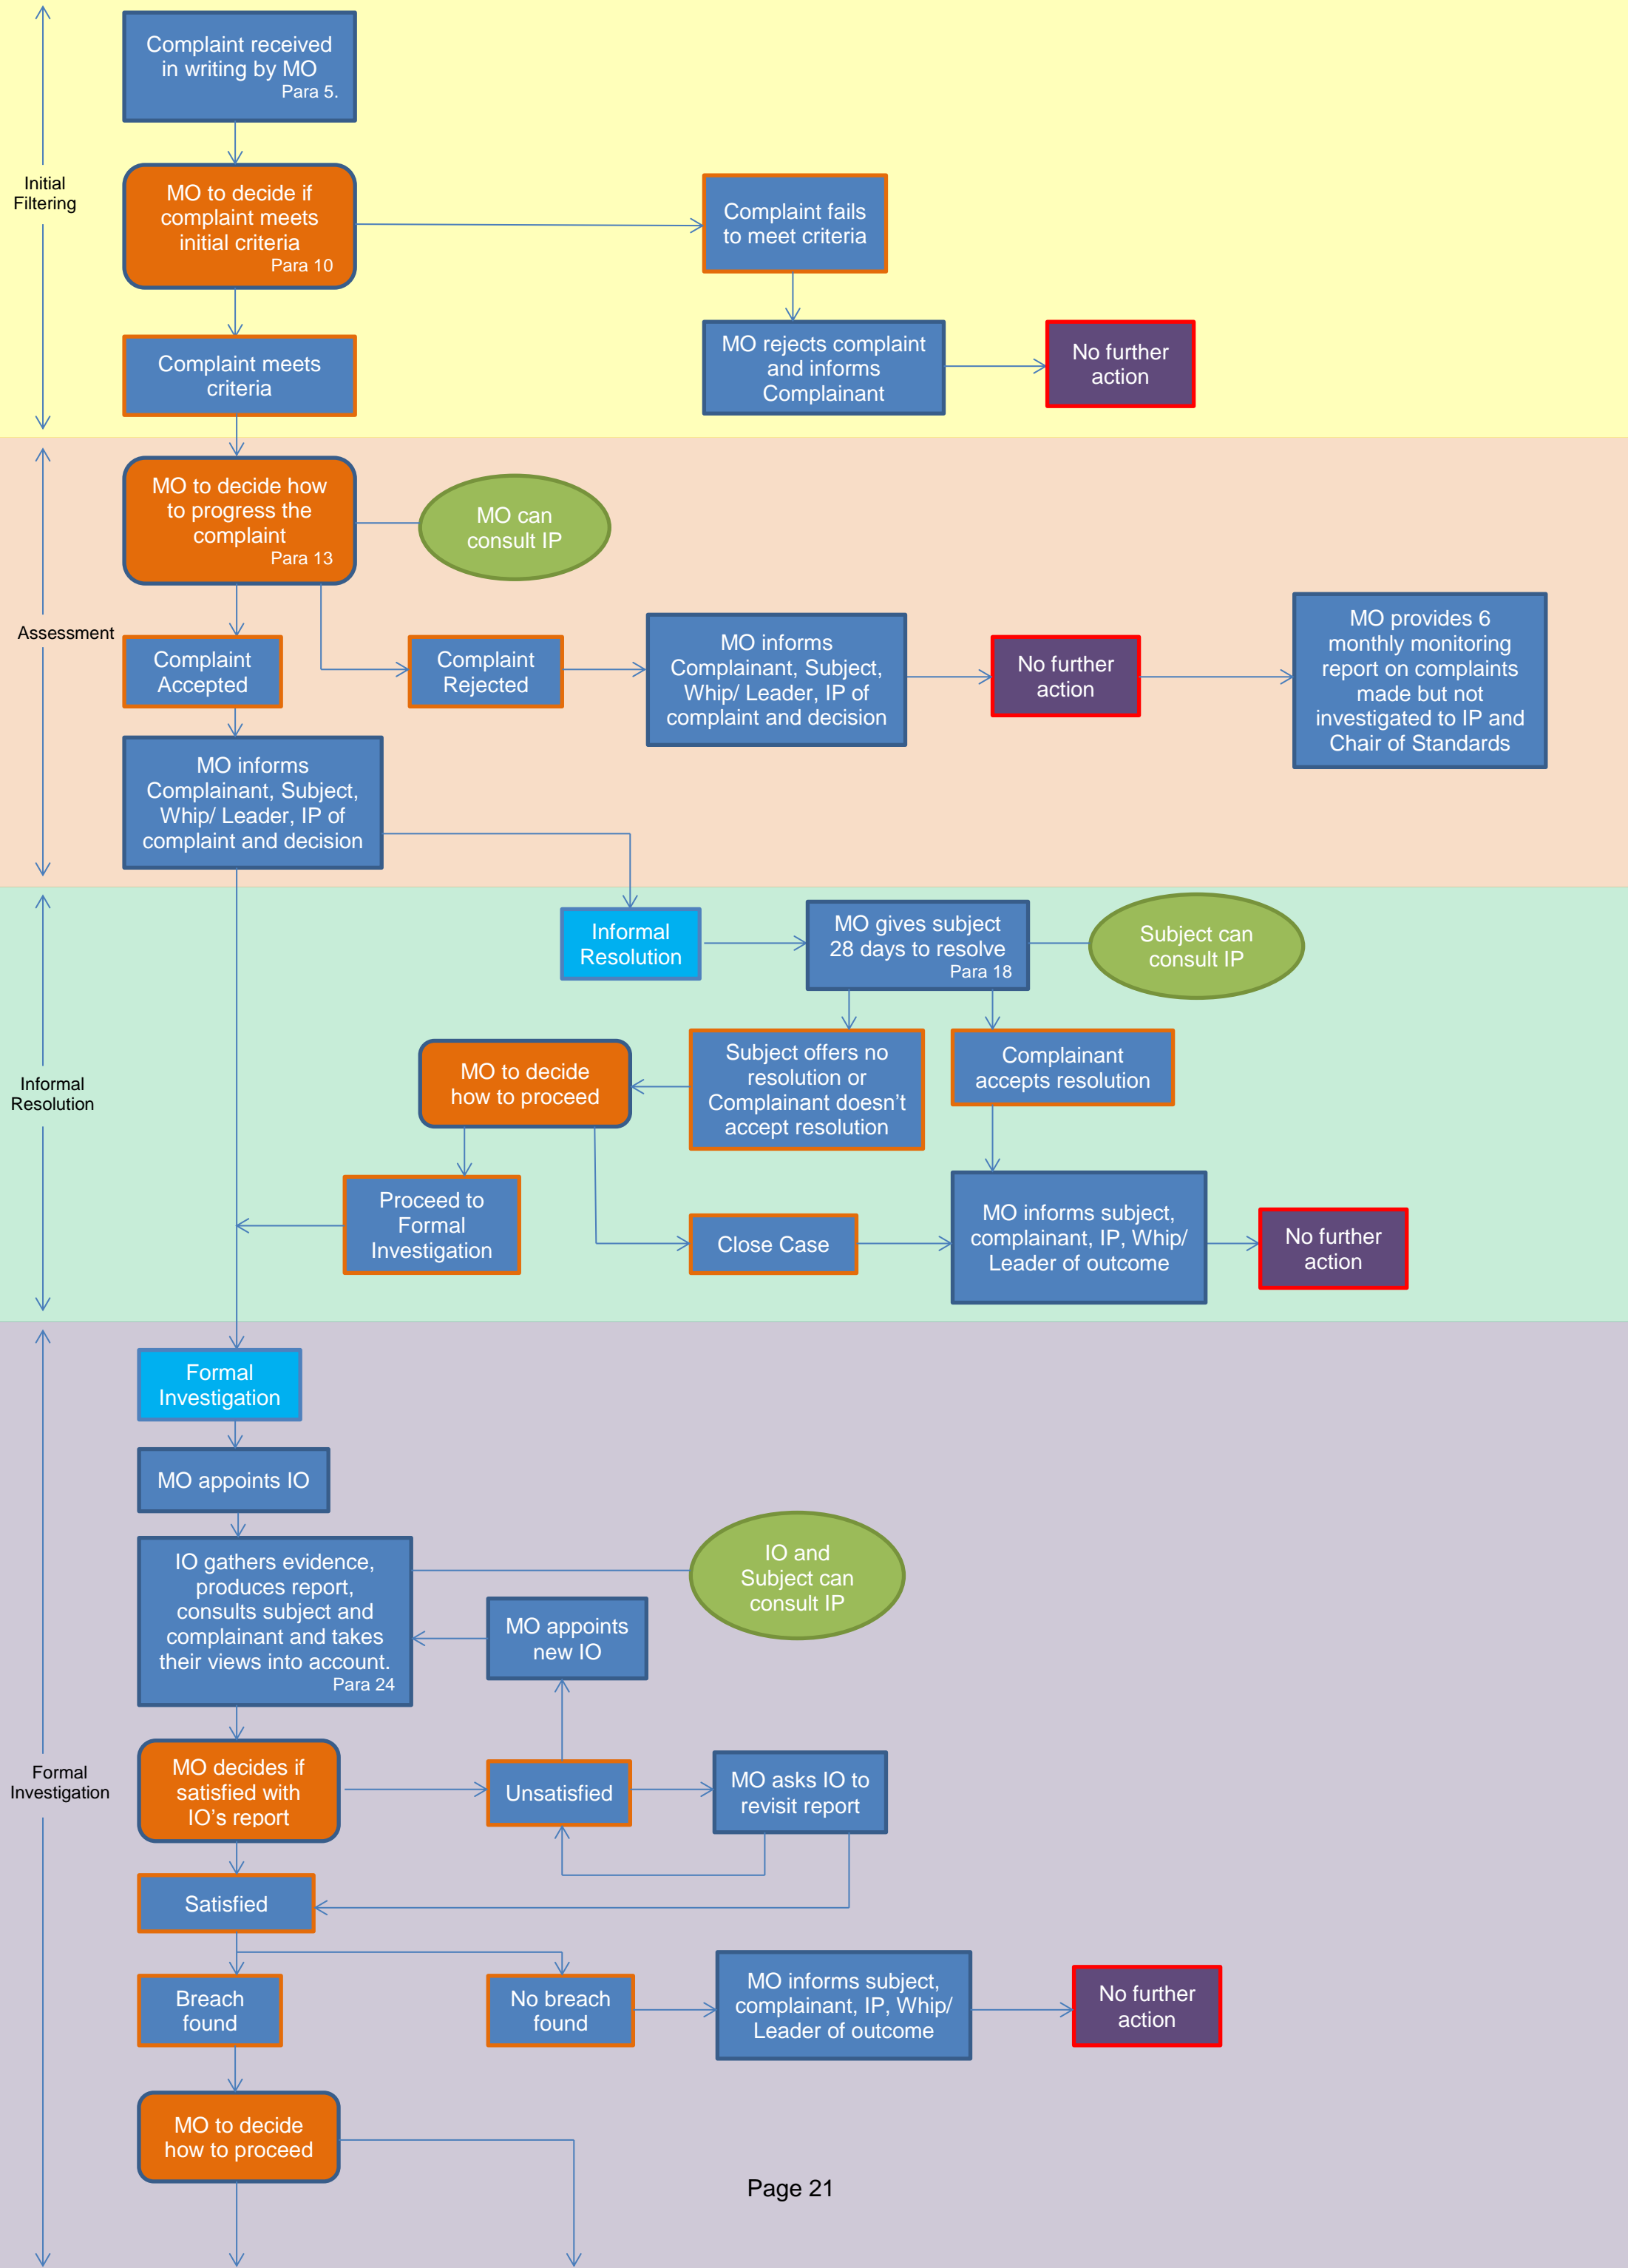 Complaint received
in writing by MO
Para 5.
Initial
Filtering
MO to decide if
complaint meets
initial criteria
Para 10
Complaint fails
to meet criteria
Complaint meets
criteria
MO rejects complaint
and informs
Complainant
No further
action
Assessment
MO to decide how
to progress the
complaint
Para 13
MO can
consult IP
Complaint
Accepted
Complaint
Rejected
MO informs
Complainant, Subject,
Whip/ Leader, IP of
complaint and decision
No further
action
MO provides 6
monthly monitoring
report on complaints
made but not
investigated to IP and
Chair of Standards
MO informs
Complainant, Subject,
Whip/ Leader, IP of
complaint and decision
Informal
Resolution
Informal
Resolution
MO gives subject
28 days to resolve
Para 18
Subject can
consult IP
MO to decide
how to proceed
Subject offers no
resolution or
Complainant doesn't
accept resolution
Complainant
accepts resolution
Proceed to
Formal
Investigation
Close Case
MO informs subject,
complainant, IP, Whip/
Leader of outcome
No further
action
Formal
Investigation
Formal
Investigation
MO appoints IO
IO gathers evidence,
produces report,
consults subject and
complainant and takes
their views into account.
Para 24
MO appoints
new IO
IO and
Subject can
consult IP
MO decides if
satisfied with
IO's report
Unsatisfied
MO asks IO to
revisit report
Satisfied
Breach
found
No breach
found
MO informs subject,
complainant, IP, Whip/
Leader of outcome
No further
action
MO to decide
how to proceed
Page 21